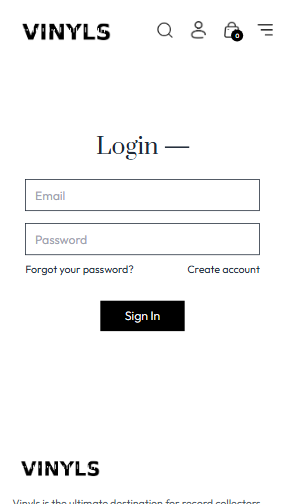 VINYLS
0
Login —
Email
Password
Forgot your password? Create account
Sign In
VINYLS
Vinyls is the ultimate destination for record collectors